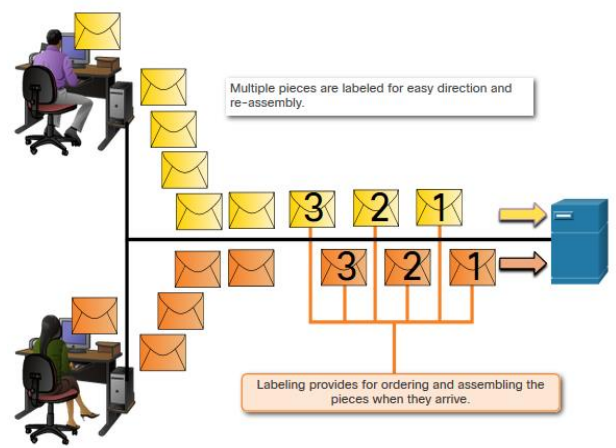 Multiple pieces are labeled for easy direction and
re-assembly.
3 2 1
3 2 1
Labeling provides for ordering and assembling the
pieces when they arrive.